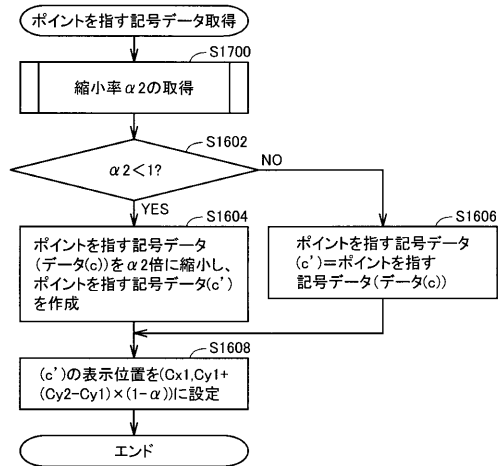 ポイントを指す記号データ取得
S1700
縮小率α2の取得
S1602
α2<1?
NO
YES
S1604
ポイントを指す記号データ
(データ(c))をα2倍に縮小し、
ポイントを指す記号データ(c')
を作成
S1606
ポイントを指す記号データ
(c')=ポイントを指す
記号データ(データ(c))
S1608
(c')の表示位置を(Cx1,Cy1+
(Cy2-Cy1)×(1-α))に設定
エンド